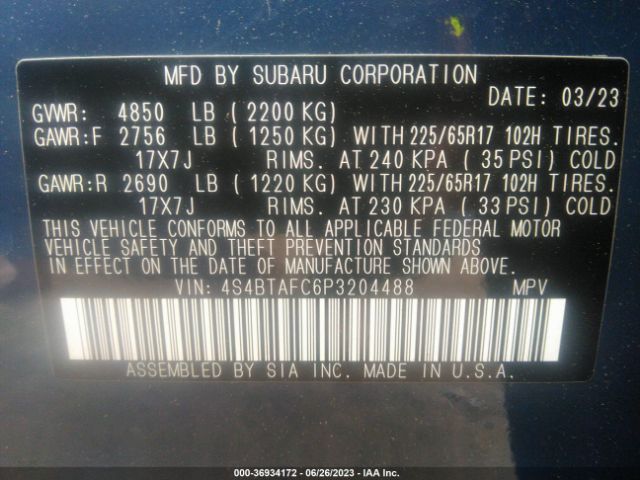 MFD BY SUBARU CORPORATION
DATE: 03/23
GVWR: 4850 LB (2200 KG)
GAWR:F 2756 LB (1250 KG) WITH 225/65R17 102H TIRES.
17X7J RIMS. AT 240 KPA (35 PSI) COLD
GAWR:R 2690 LB (1220 KG) WITH 225/65R17 102H TIRES.
17X7J RIMS. AT 230 KPA (33 PSI) COLD
THIS VEHICLE CONFORMS TO ALL APPLICABLE FEDERAL MOTOR
VEHICLE SAFETY AND THEFT PREVENTION STANDARDS
IN EFFECT ON THE DATE OF MANUFACTURE SHOWN ABOVE.
VIN: 4S4BTAFC6P3204488 MPV
ASSEMBLED BY SIA INC. MADE IN U.S.A.
000-36934172 - 06/26/2023 - IAA Inc.